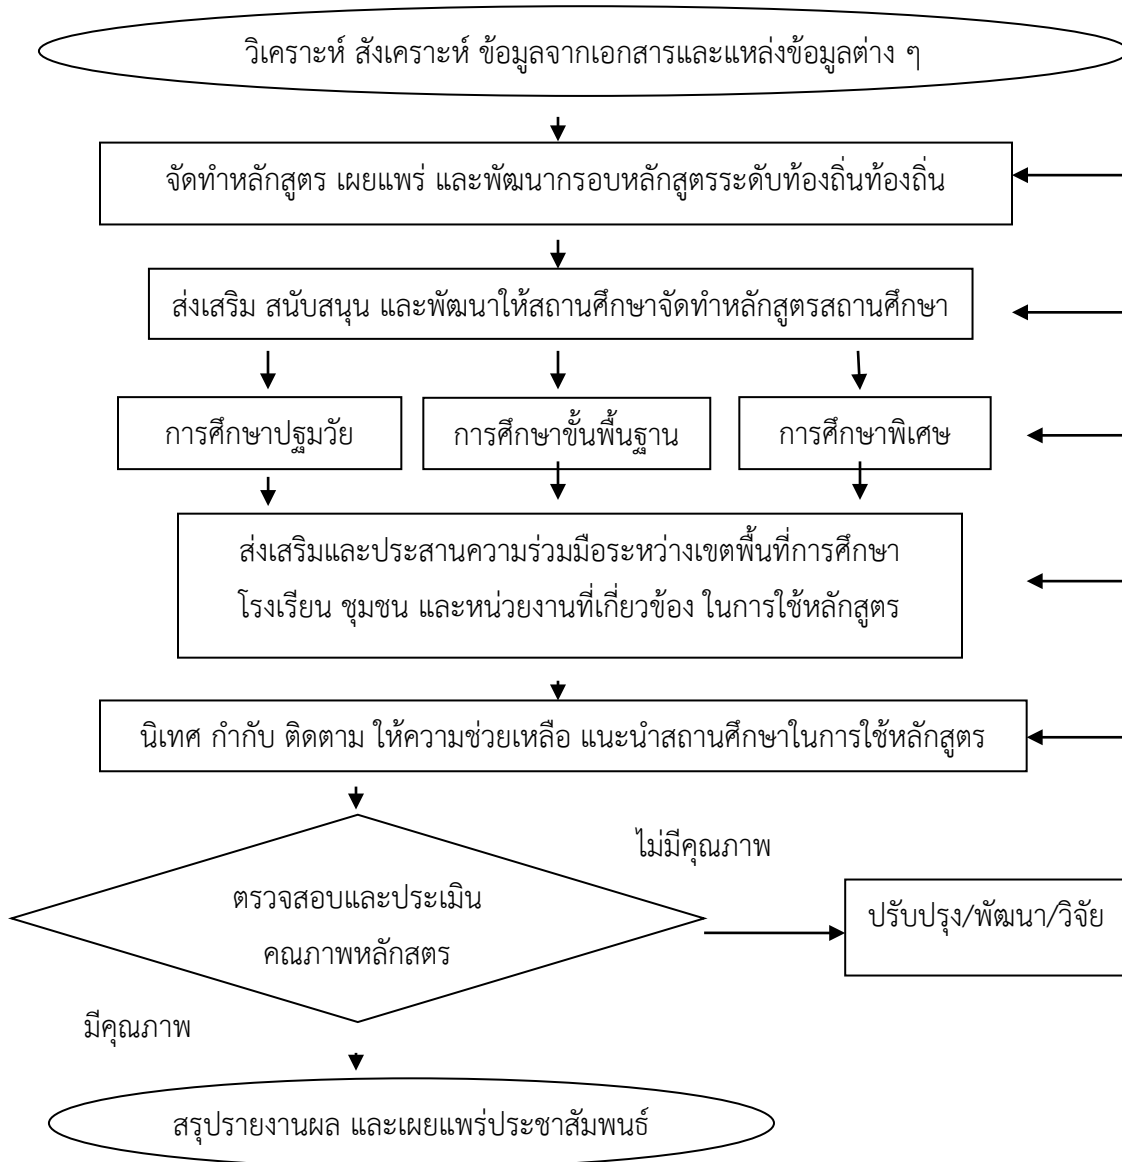 วิเคราะห์ สังเคราะห์ ข้อมูลจากเอกสารและแหล่งข้อมูลต่าง ๆ
จัดทำหลักสูตร เผยแพร่ และพัฒนากรอบหลักสูตรระดับท้องถิ่นท้องถิ่น
ส่งเสริม สนับสนุน และพัฒนาให้สถานศึกษาจัดทำหลักสูตรสถานศึกษา
การศึกษาปฐมวัย
การศึกษาขั้นพื้นฐาน
การศึกษาพิเศษ
ส่งเสริมและประสานความร่วมมือระหว่างเขตพื้นที่การศึกษา
โรงเรียน ชุมชน และหน่วยงานที่เกี่ยวข้อง ในการใช้หลักสูตร
นิเทศ กำกับ ติดตาม ให้ความช่วยเหลือ แนะนำสถานศึกษาในการใช้หลักสูตร
ไม่มีคุณภาพ
ตรวจสอบและประเมิน
คณภาพหลักสตร
ปรับปรุง/พัฒนา/วิจัย
มีคุณภาพ
สรุปรายงานผล และเผยแพร่ประชาสัมพนธ์